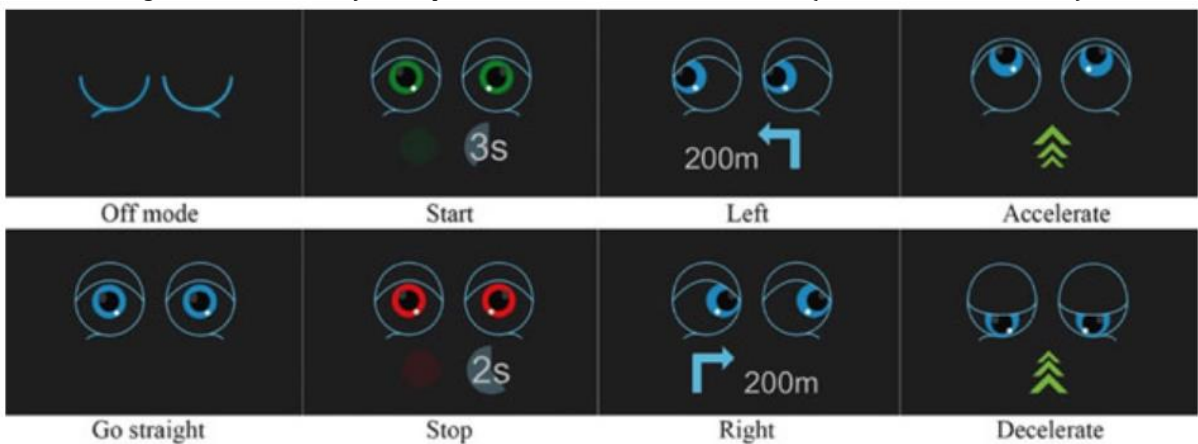 3s
200m
Off mode
Start
Left
Accelerate
2s
200m
Go straight
Stop
Right
Decelerate